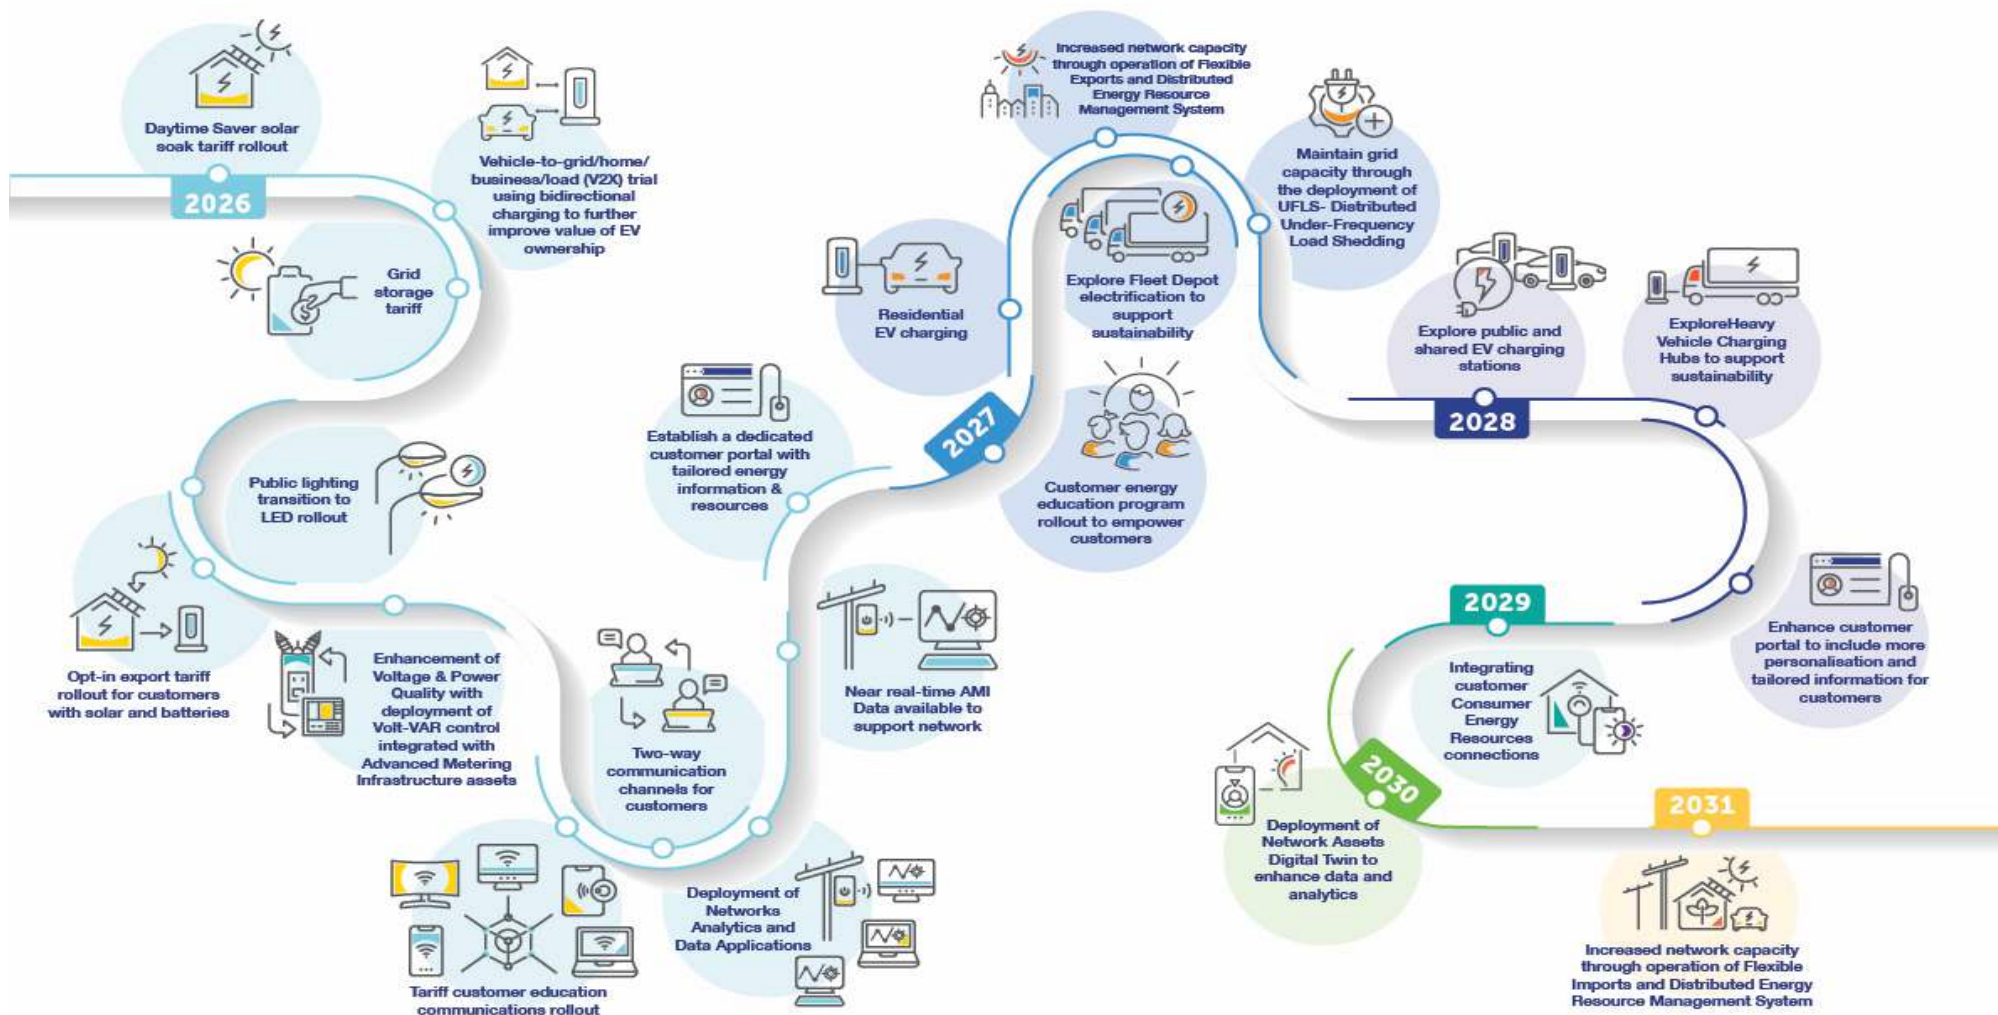 Daytime Saver solar
soak tariff rollout
2026
Vehicle-to-grid/home/
business/load (V2X) trial
using bidirectional
charging to further
improve value of EV
ownership
Grid
storage
tariff
Public lighting
transition to
LED rollout
Opt-in export tariff
rollout for customers
with solar and batteries
Enhancement of
Voltage & Power
Quality with
deployment of
Volt-VAR control
integrated with
Advanced Metering
Infrastructure assets
Tariff customer education
communications rollout
Two-way
communication
channels for
customers
Deployment of
Networks
Analytics and
Data Applications
Near real-time AMI
Data available to
support network
Establish a dedicated
customer portal with
tailored energy
information &
resources
2027
Customer energy
education program
rollout to empower
customers
Residential
EV charging
Increased network capacity
through operation of Flexible
Exports and Distributed
Energy Resource
Management System
Explore Fleet Depot
electrification to
support
sustainability
Maintain grid
capacity through
the deployment of
UFLS- Distributed
Under-Frequency
Load Shedding
Explore public and
shared EV charging
stations
2028
ExploreHeavy
Vehicle Charging
Hubs to support
sustainability
Enhance customer
portal to include more
personalisation and
tailored information for
customers
2029
Integrating
customer
Consumer
Energy
Resources
connections
2030
Deployment of
Network Assets
Digital Twin to
enhance data and
analytics
2031
Increased network capacity
through operation of Flexible
Imports and Distributed Energy
Resource Management System